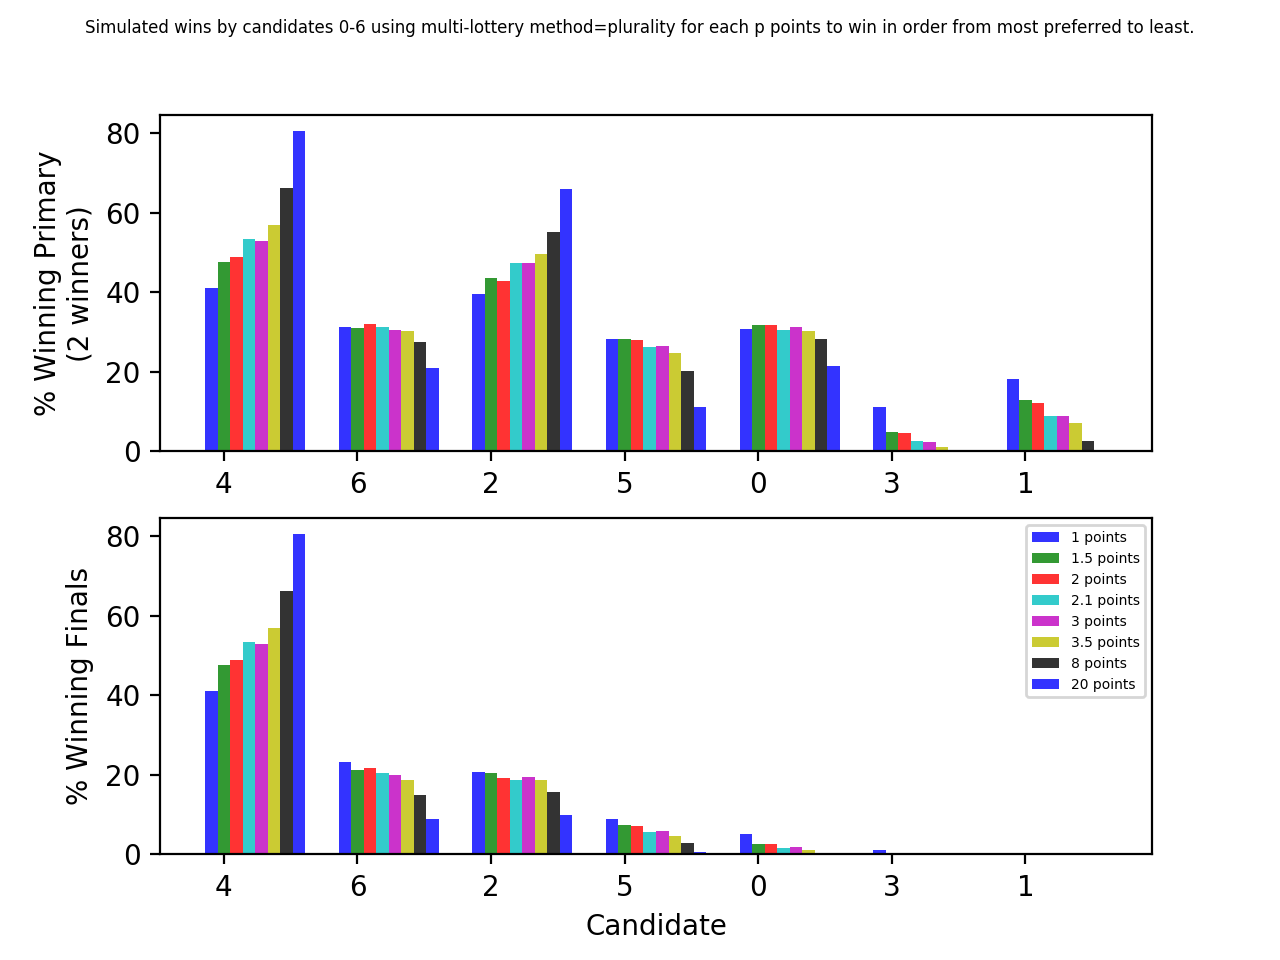 Simulated wins by candidates 0-6 using multi-lottery method=plurality for each p points to win in order from most preferred to least.
% Winning Primary
(2 winners)
80
60
40
20
0
4 6 2 5 0 3 1
% Winning Finals
80
60
40
20
0
1 points
1.5 points
2 points
2.1 points
3 points
3.5 points
8 points
20 points
4 6 2 5 0 3 1
Candidate